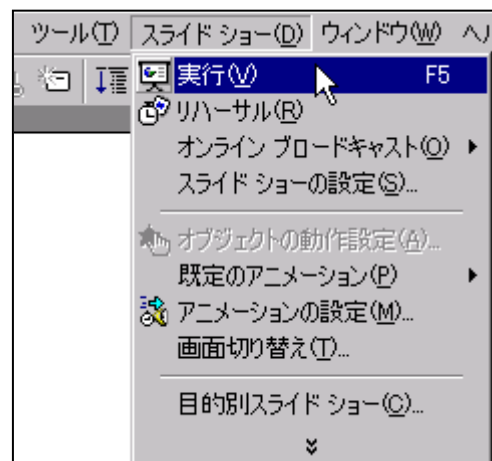 ツール(T) スライド ショー(D) ウィンドウ(W) ヘル
実行(V) F5
リハーサル(R)
オンライン ブロードキャスト(O)
スライド ショーの設定(S)...
オブジェクトの動作設定(A)...
既定のアニメーション(P)
アニメーションの設定(M)...
画面切り替え(T)...
目的別スライド ショー(C)...